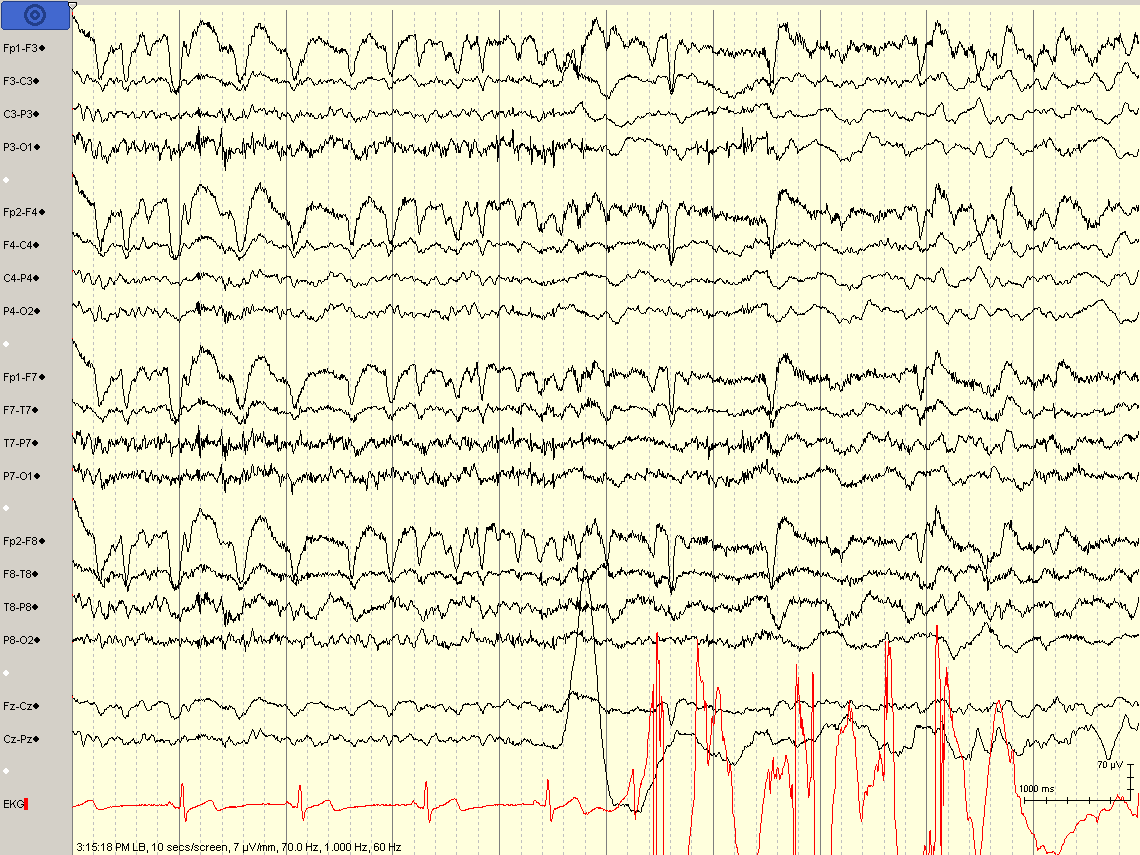 Fp1-F3
F3-C3
C3-P3
P3-O1
Fp2-F4
F4-C4
C4-P4
P4-O2
Fp1-F7
F7-T7
T7-P7
P7-O1
Fp2-F8
F8-T8
T8-P8
P8-O2
Fz-Cz
Cz-Pz
70 µV
1000 ms
EKG
3:15:18 PM LB, 10 secs/screen, 7 µV/mm, 70.0 Hz, 1.000 Hz, 60 Hz